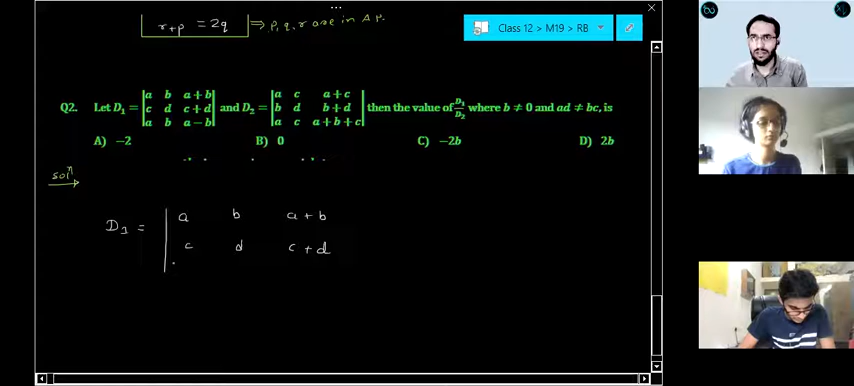 r+p = 2q ⇒ p, q, r are in A.P.
Class 12 > M19 > RB
Q2. Let D₁ = |a b a + b; c d c + d; a b a − b| and D₂ = |a c a + c; b d b + d; a c a + b + c| then the value of D₁/D₂ where b ≠ 0 and ad ≠ bc, is
A) −2 B) 0 C) −2b D) 2b
solⁿ
D₁ = | a b a + b
c d c + d